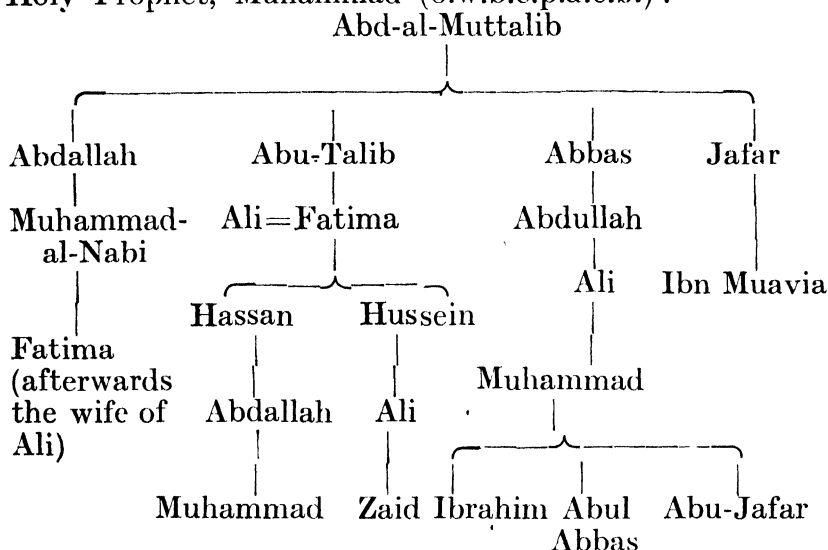 Holy Prophet, Muhammad (o.w.b.e.p.a.e.b.) :
Abd-al-Muttalib
Abdallah Abu-Talib Abbas Jafar
Muhammad- Ali=Fatima Abdullah
al-Nabi
Ali Ibn Muavia
Hassan Hussein
Fatima
(afterwards Muhammad
the wife of Abdallah Ali
Ali)
Muhammad Zaid Ibrahim Abul Abu-Jafar
Abbas